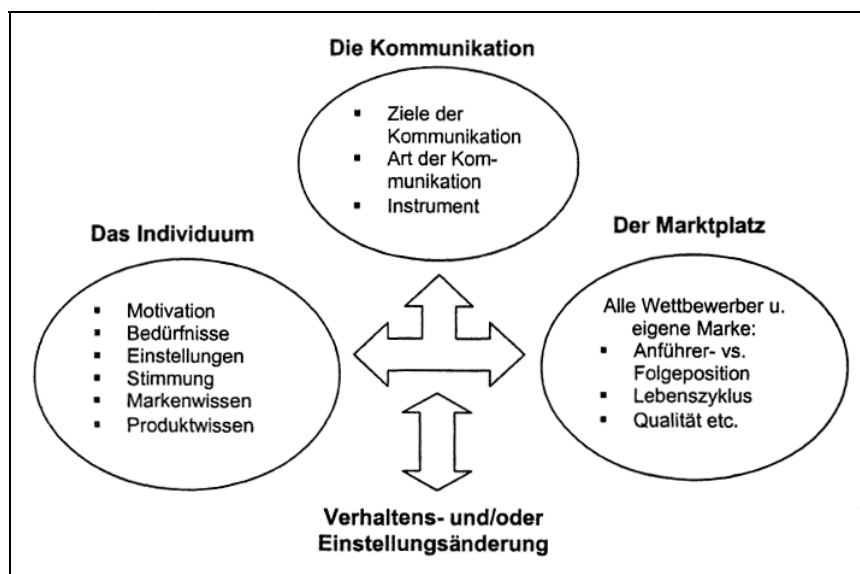 Die Kommunikation
▪ Ziele der
Kommunikation
▪ Art der Kom-
munikation
▪ Instrument
Das Individuum
▪ Motivation
▪ Bedürfnisse
▪ Einstellungen
▪ Stimmung
▪ Markenwissen
▪ Produktwissen
Der Marktplatz
Alle Wettbewerber u.
eigene Marke:
▪ Anführer- vs.
Folgeposition
▪ Lebenszyklus
▪ Qualität etc.
Verhaltens- und/oder
Einstellungsänderung